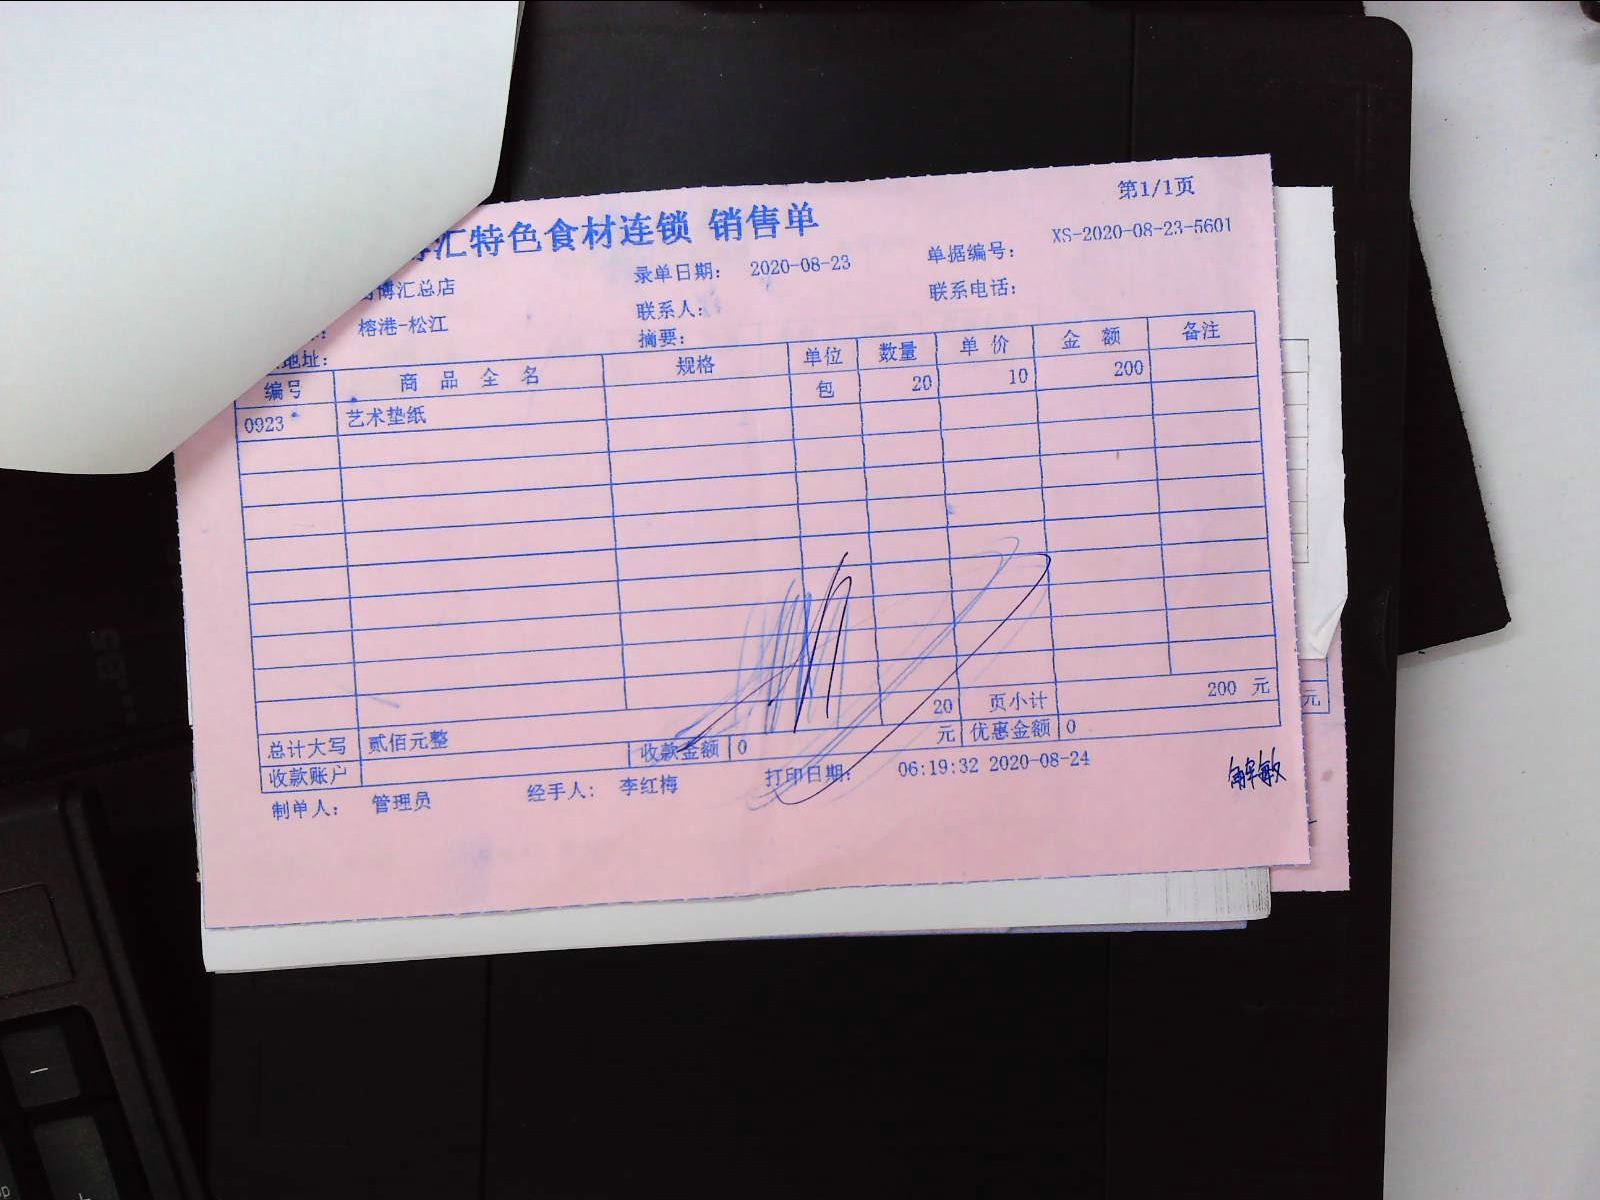 第1/1页
汇特色食材连锁 销售单
博汇总店 录单日期： 2020-08-23 单据编号： XS-2020-08-23-5601
榕港-松江 联系人： 联系电话：
地址： 摘要：
编号 商品全名 规格 单位 数量 单价 金额 备注
0923 艺术垫纸 包 20 10 200
20 页小计 200 元
总计大写 贰佰元整 收款金额 0 元 优惠金额 0
收款账户
制单人： 管理员 经手人： 李红梅 打印日期： 06:19:32 2020-08-24
元